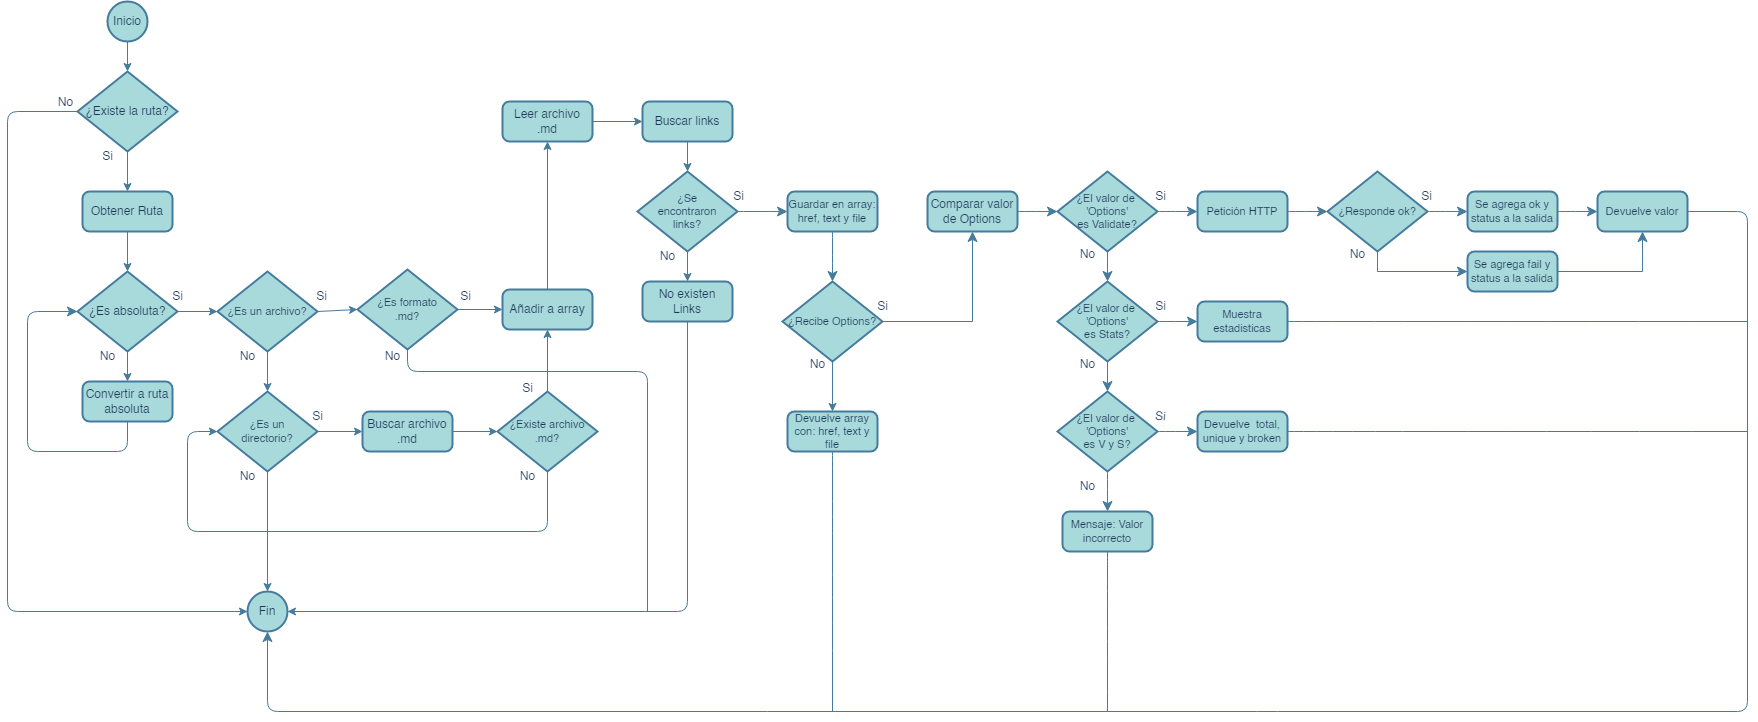 Inicio
No
¿Existe la ruta?
Si
Obtener Ruta
¿Es absoluta?
Si
No
Convertir a ruta
absoluta
¿Es un archivo?
Si
No
¿Es formato
.md?
Si
No
¿Es un
directorio?
Si
No
Buscar archivo
.md
¿Existe archivo
.md?
Si
No
Añadir a array
Leer archivo
.md
Buscar links
¿Se
encontraron
links?
Si
No
No existen
Links
Guardar en array:
href, text y file
¿Recibe Options?
Si
No
Devuelve array
con: href, text y
file
Comparar valor
de Options
¿El valor de
'Options'
es Validate?
Si
No
Petición HTTP
¿Responde ok?
Si
No
Se agrega ok y
status a la salida
Se agrega fail y
status a la salida
Devuelve valor
¿El valor de
'Options'
es Stats?
Si
No
Muestra
estadisticas
¿El valor de
'Options'
es V y S?
Si
No
Devuelve total,
unique y broken
Mensaje: Valor
incorrecto
Fin